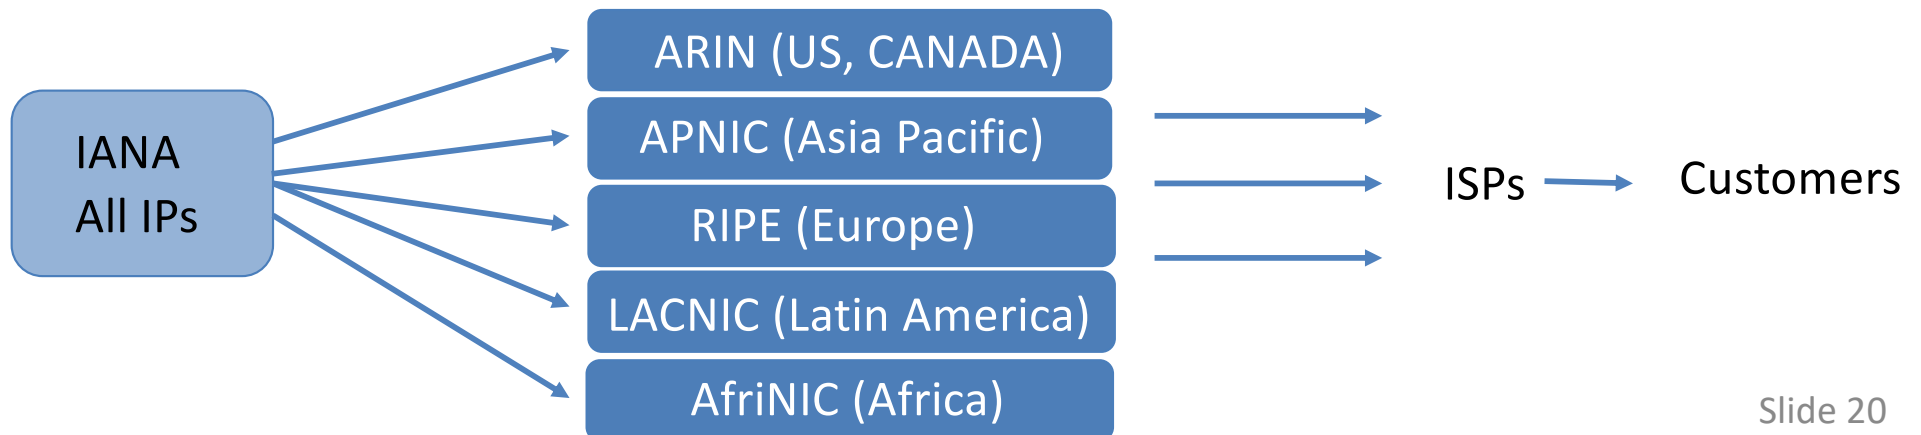 IANA
All IPs
ARIN (US, CANADA)
APNIC (Asia Pacific)
RIPE (Europe)
LACNIC (Latin America)
AfriNIC (Africa)
ISPs
Customers
Slide 20